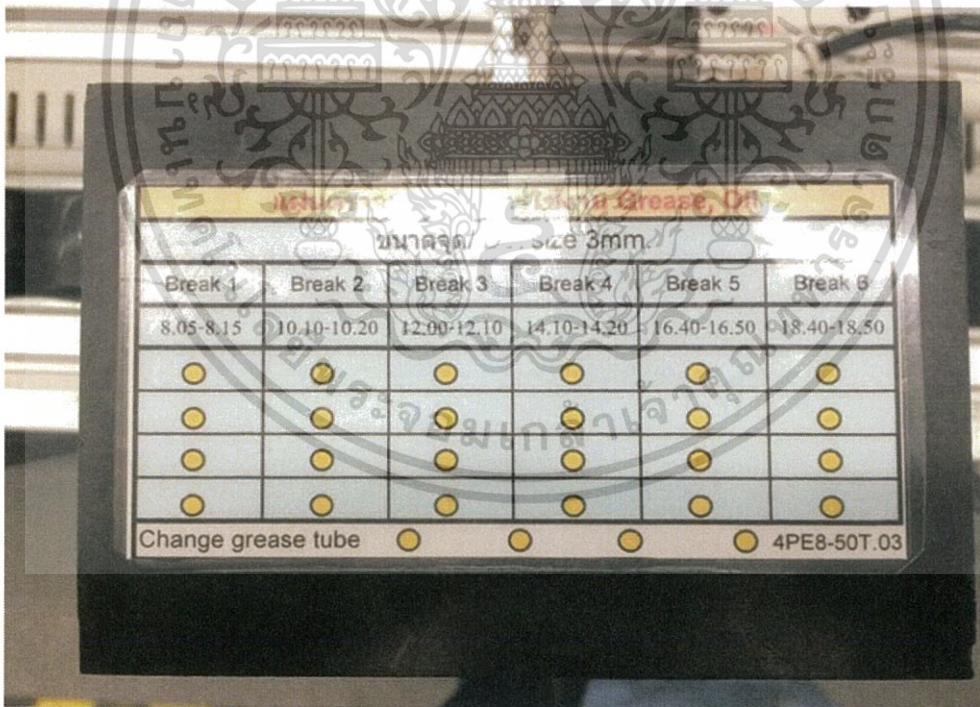 Grease, Oil
ขนาดจุด size 3mm.
Break 1 Break 2 Break 3 Break 4 Break 5 Break 6
8.05-8.15 10.10-10.20 12.00-12.10 14.10-14.20 16.40-16.50 18.40-18.50
Change grease tube 4PE8-50T.03